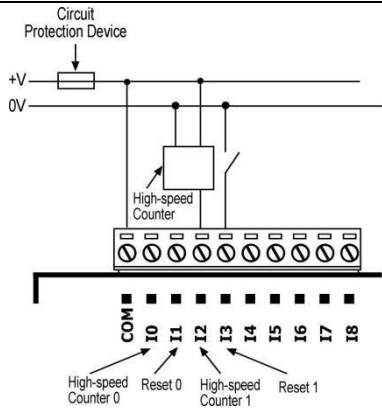 Circuit
Protection Device
+V
0V
High-speed
Counter
COM
I0
I1
I2
I3
I4
I5
I6
I7
I8
High-speed
Counter 0
Reset 0
High-speed
Counter 1
Reset 1